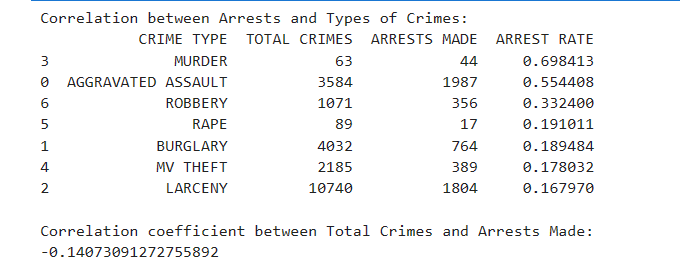 Correlation between Arrests and Types of Crimes:
CRIME TYPE TOTAL CRIMES ARRESTS MADE ARREST RATE
3 MURDER 63 44 0.698413
0 AGGRAVATED ASSAULT 3584 1987 0.554408
6 ROBBERY 1071 356 0.332400
5 RAPE 89 17 0.191011
1 BURGLARY 4032 764 0.189484
4 MV THEFT 2185 389 0.178032
2 LARCENY 10740 1804 0.167970
Correlation coefficient between Total Crimes and Arrests Made:
-0.14073091272755892